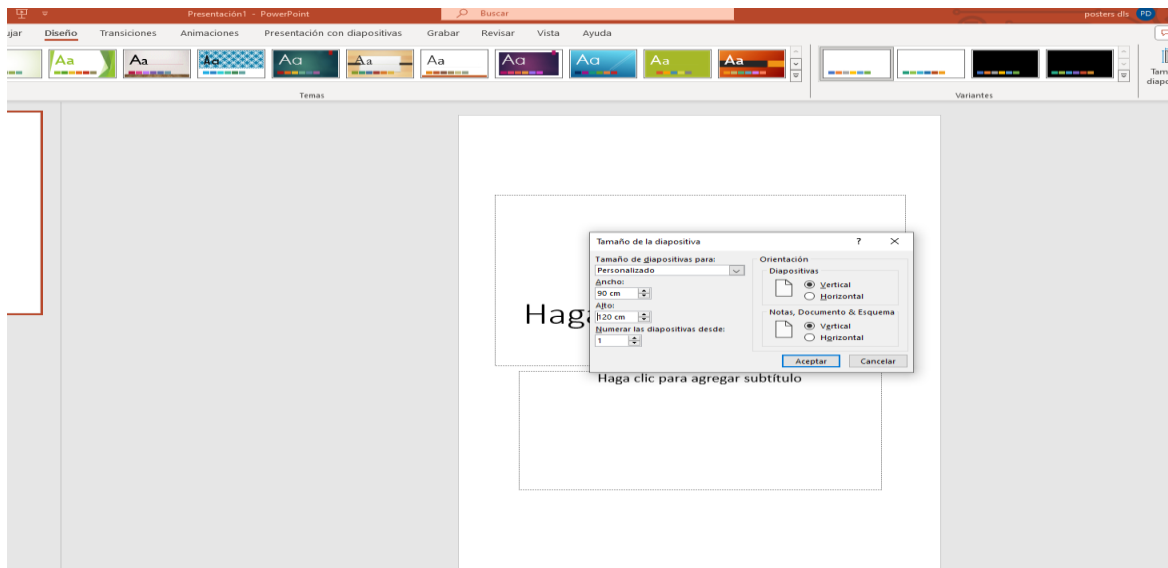 Presentación1 - PowerPoint
Buscar
posters dls
PD
ujar Diseño Transiciones Animaciones Presentación con diapositivas Grabar Revisar Vista Ayuda
Aa Aa Aa Aa Aa Aa Aa Aa Aa Aa
Tam
diapo
Temas
Variantes
Tamaño de la diapositiva ?
Tamaño de diapositivas para:
Personalizado
Ancho:
90 cm
Alto:
120 cm
Numerar las diapositivas desde:
1
Orientación
Diapositivas
Vertical
Horizontal
Notas, Documento & Esquema
Vertical
Horizontal
Aceptar Cancelar
Haga
Haga clic para agregar subtítulo